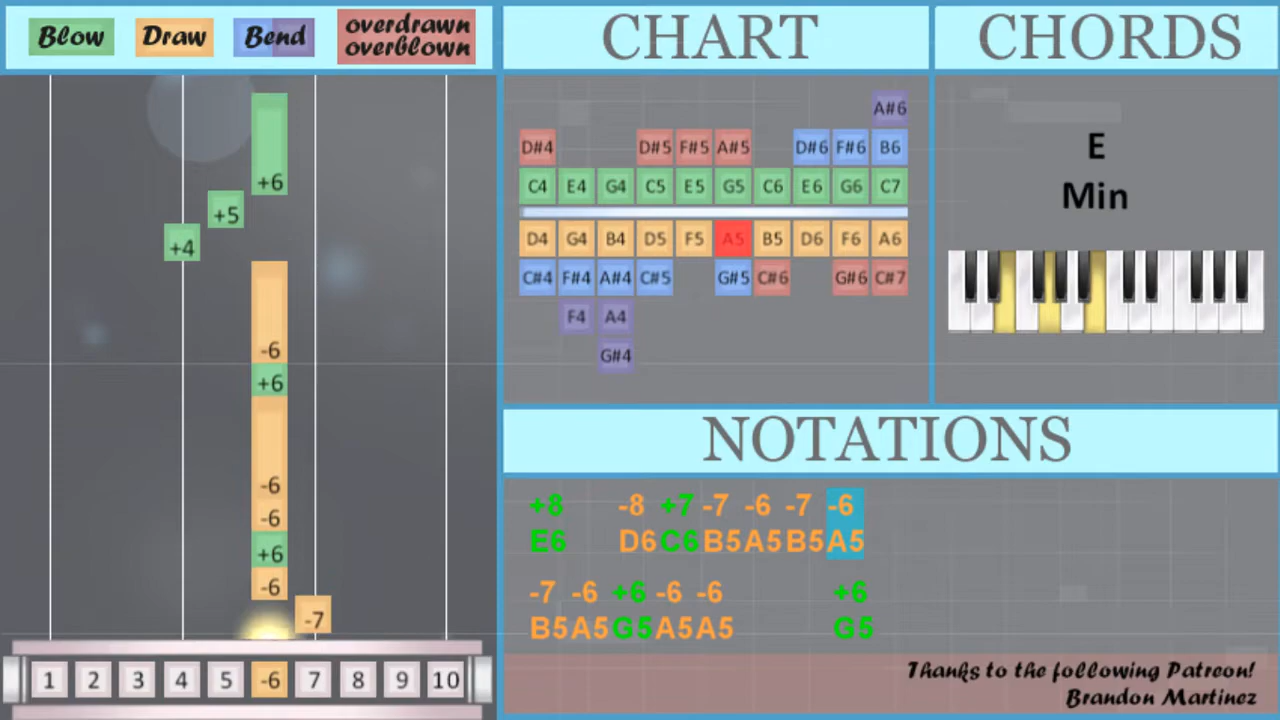 Blow Draw Bend overdrawn
overblown
CHART
CHORDS
+6
+5
+4
-6
+6
-6
-6
+6
-6
-7
1 2 3 4 5 -6 7 8 9 10
A#6
D#4 D#5 F#5 A#5 D#6 F#6 B6
C4 E4 G4 C5 E5 G5 C6 E6 G6 C7
D4 G4 B4 D5 F5 A5 B5 D6 F6 A6
C#4 F#4 A#4 C#5 G#5 C#6 G#6 C#7
F4 A4
G#4
E
Min
NOTATIONS
+8 -8 +7 -7 -6 -7 -6
E6 D6 C6 B5 A5 B5 A5
-7 -6 +6 -6 -6 +6
B5 A5 G5 A5 A5 G5
Thanks to the following Patreon!
Brandon Martinez